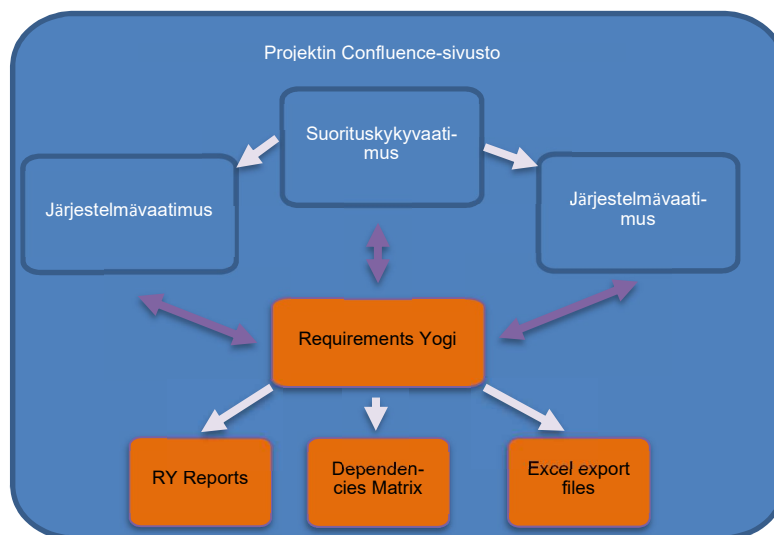 Projektin Confluence-sivusto
Suorituskykyvaati-
mus
Järjestelmävaatimus
Järjestelmävaati-
mus
Requirements Yogi
RY Reports
Dependen-
cies Matrix
Excel export
files